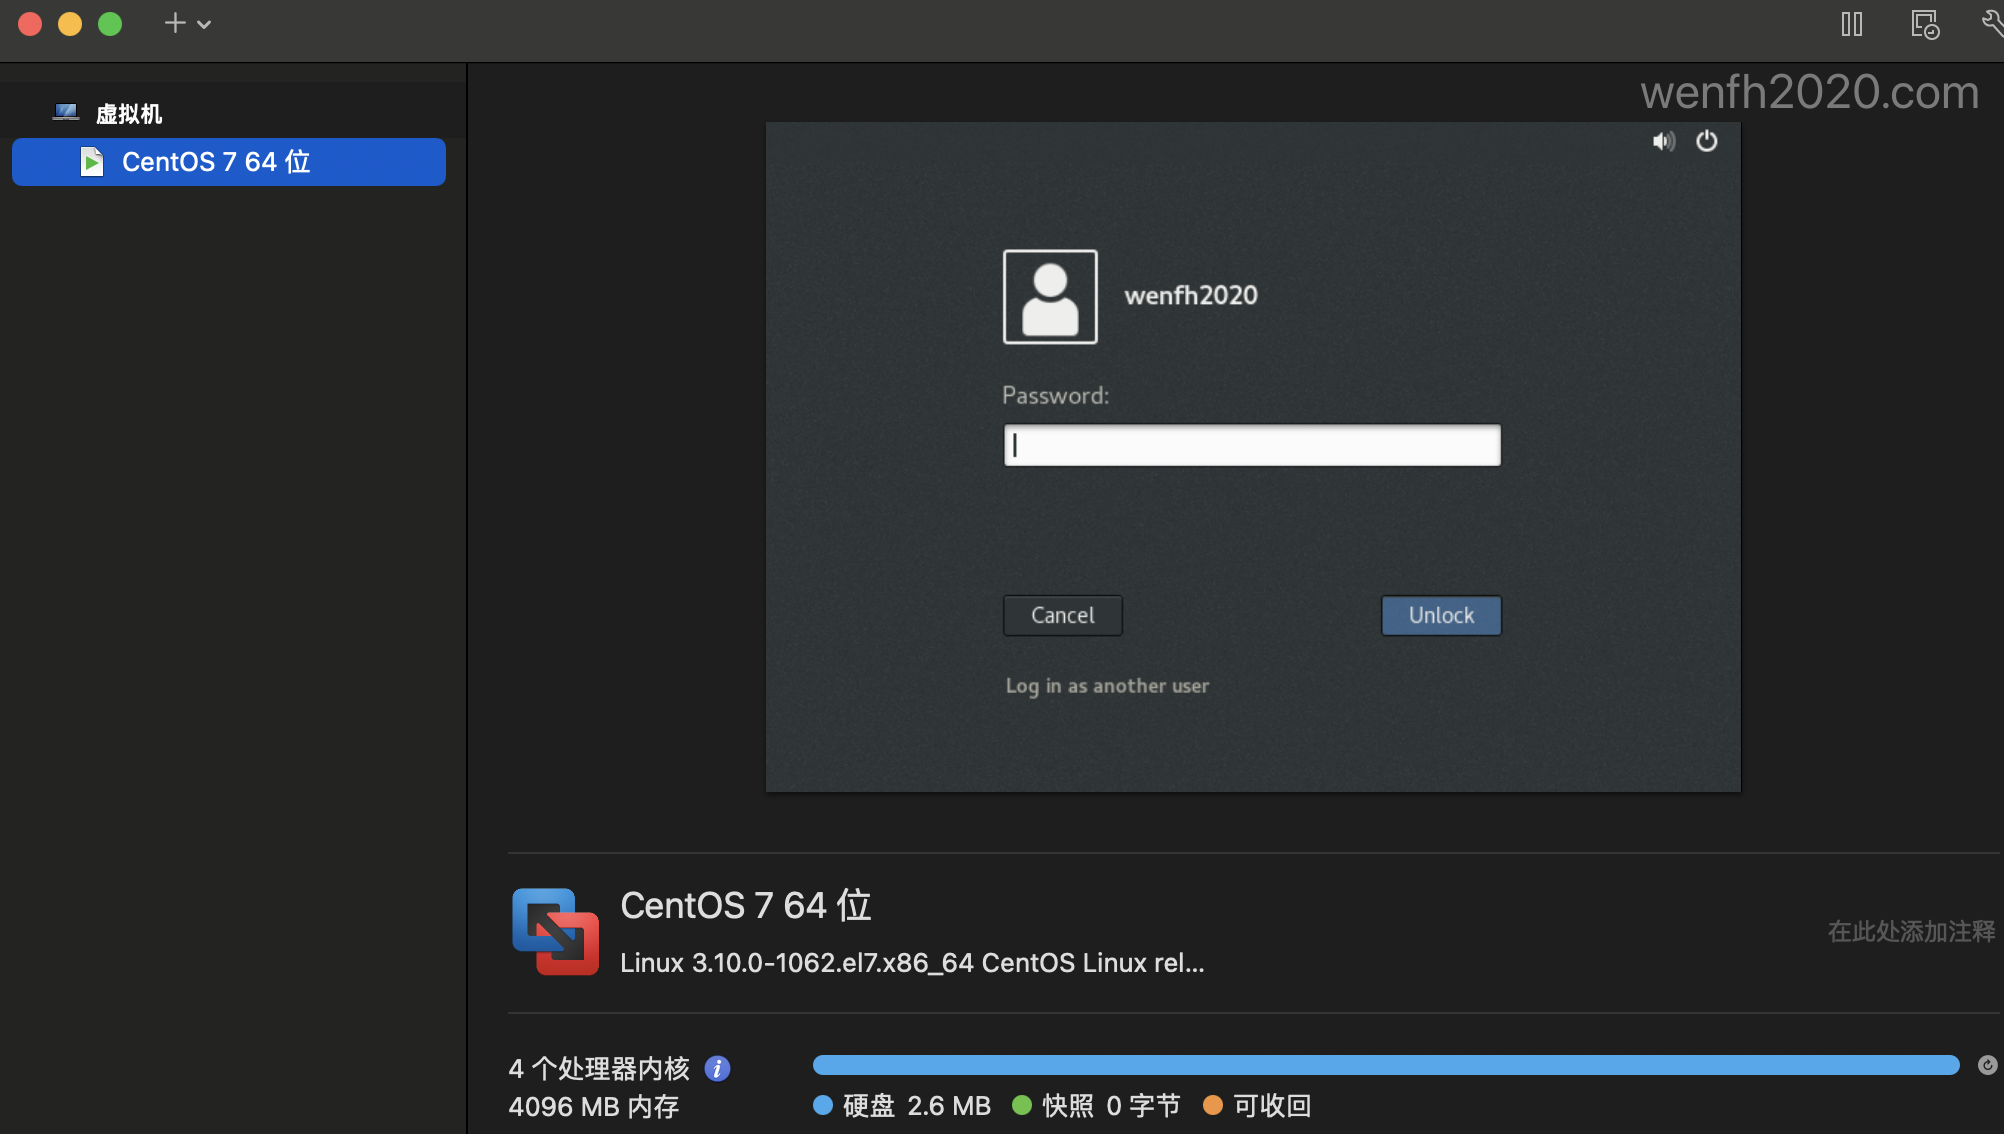 wenfh2020.com
虚拟机
CentOS 7 64 位
wenfh2020
Password:
Cancel
Unlock
Log in as another user
CentOS 7 64 位
Linux 3.10.0-1062.el7.x86_64 CentOS Linux rel...
在此处添加注释
4 个处理器内核
4096 MB 内存
硬盘 2.6 MB 快照 0 字节 可收回